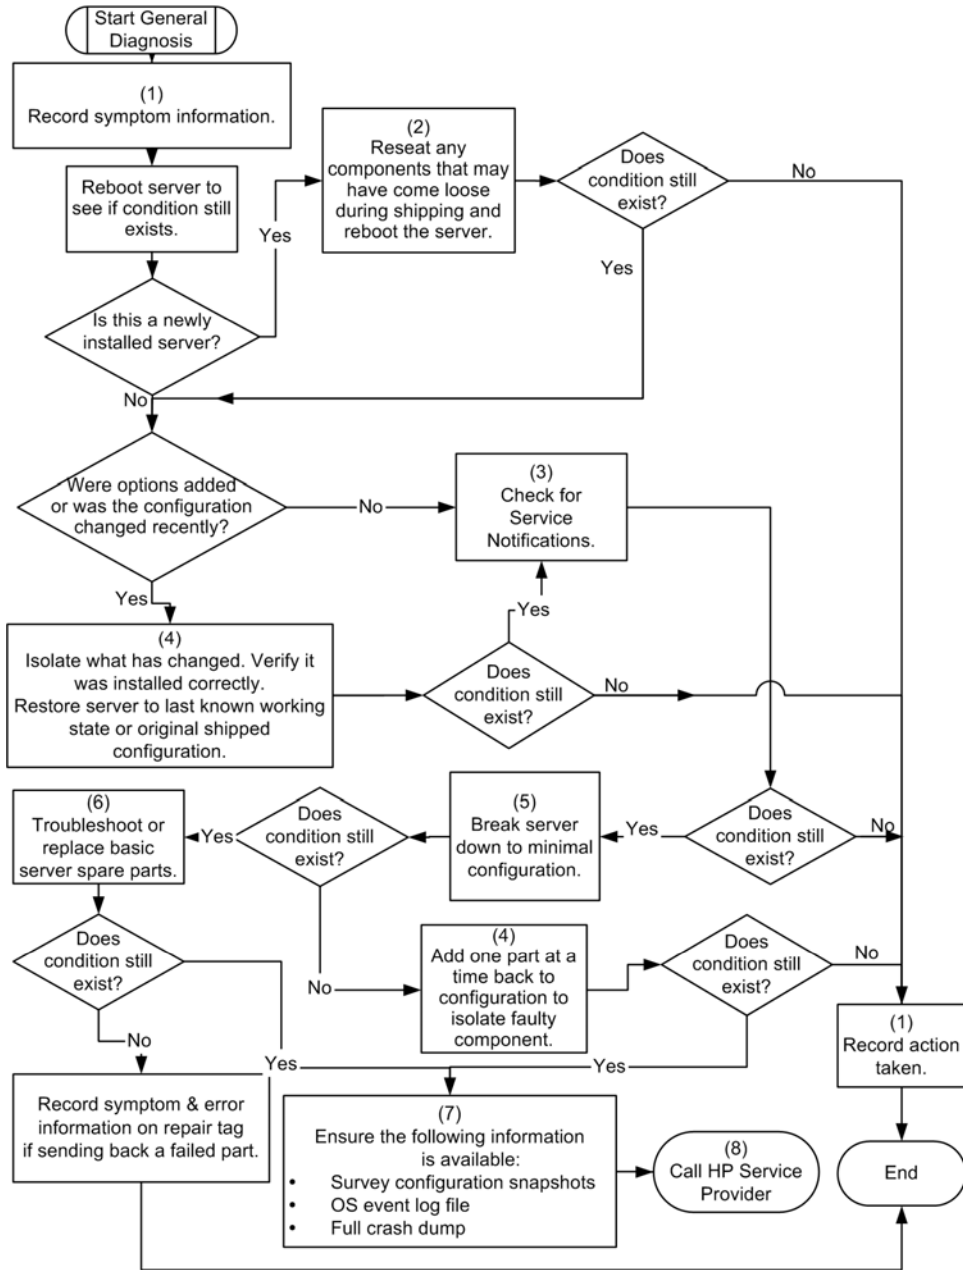 Start General
Diagnosis
(1)
Record symptom information.
Reboot server to
see if condition still
exists.
Yes
(2)
Reseat any
components that may
have come loose
during shipping and
reboot the server.
Does
condition still
exist?
No
Yes
Is this a newly
installed server?
No
Were options added
or was the configuration
changed recently?
No
(3)
Check for
Service
Notifications.
Yes
Yes
(4)
Isolate what has changed. Verify it
was installed correctly.
Restore server to last known working
state or original shipped
configuration.
Does
condition still
exist?
No
(6)
Troubleshoot or
replace basic
server spare parts.
Yes
Does
condition still
exist?
(5)
Break server
down to minimal
configuration.
Yes
Does
condition still
exist?
No
Does
condition still
exist?
No
(4)
Add one part at a
time back to
configuration to
isolate faulty
component.
Does
condition still
exist?
No
No
Yes
Yes
(1)
Record action
taken.
Record symptom & error
information on repair tag
if sending back a failed part.
(7)
Ensure the following information
is available:
• Survey configuration snapshots
• OS event log file
• Full crash dump
(8)
Call HP Service
Provider
End